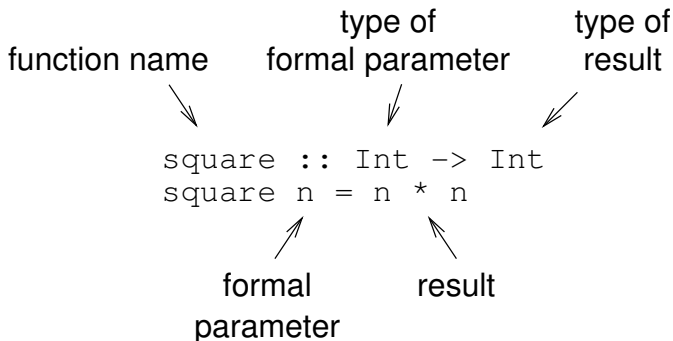 type of
formal parameter
type of
result
function name
square :: Int -> Int
square n = n * n
formal
parameter
result